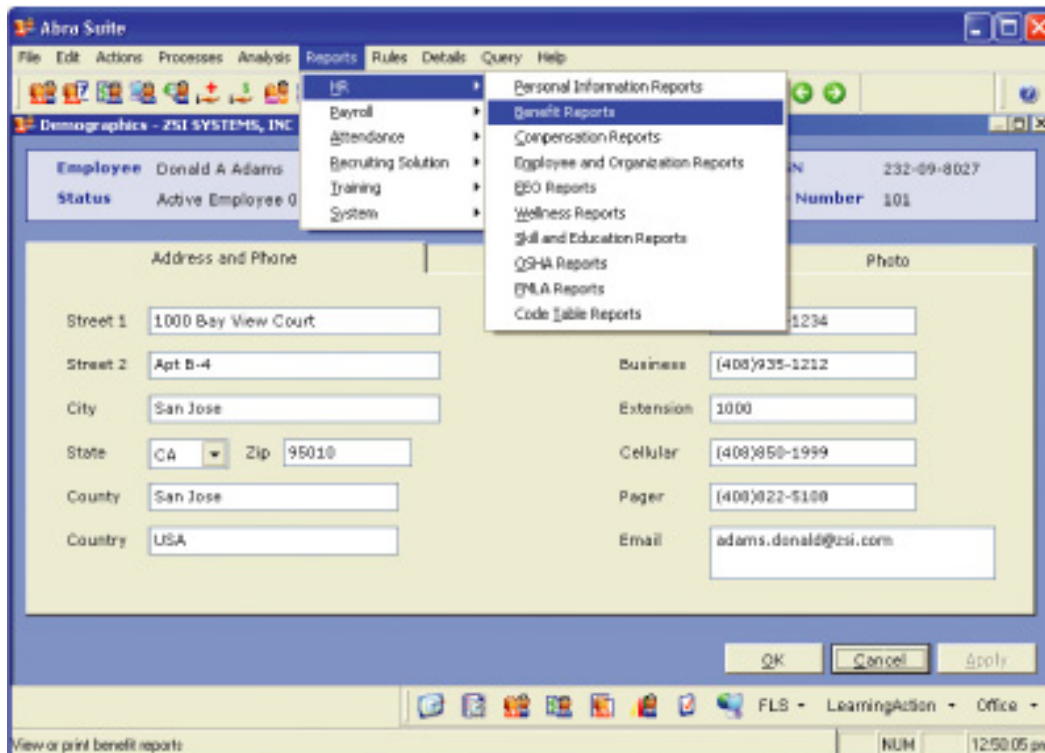 Abra Suite
File Edit Actions Processes Analysis Reports Rules Details Query Help
HR
Payroll
Attendance
Recruiting Solution
Training
System
Personal Information Reports
Benefit Reports
Compensation Reports
Employee and Organization Reports
EEO Reports
Wellness Reports
Skill and Education Reports
OSHA Reports
FMLA Reports
Code Table Reports
Demographics - ZSI SYSTEMS, INC
Employee Donald A Adams 232-09-8027
Status Active Employee Number 101
Address and Phone Photo
Street 1 1000 Bay View Court -1234
Street 2 Apt B-4 Business (408)935-1212
City San Jose Extension 1000
State CA Zip 95010 Cellular (408)850-1999
County San Jose Pager (408)822-5108
Country USA Email adams.donald@zsi.com
OK Cancel Apply
FLS LearningAction Office
View or print benefit reports NUM 12:50:05 pm